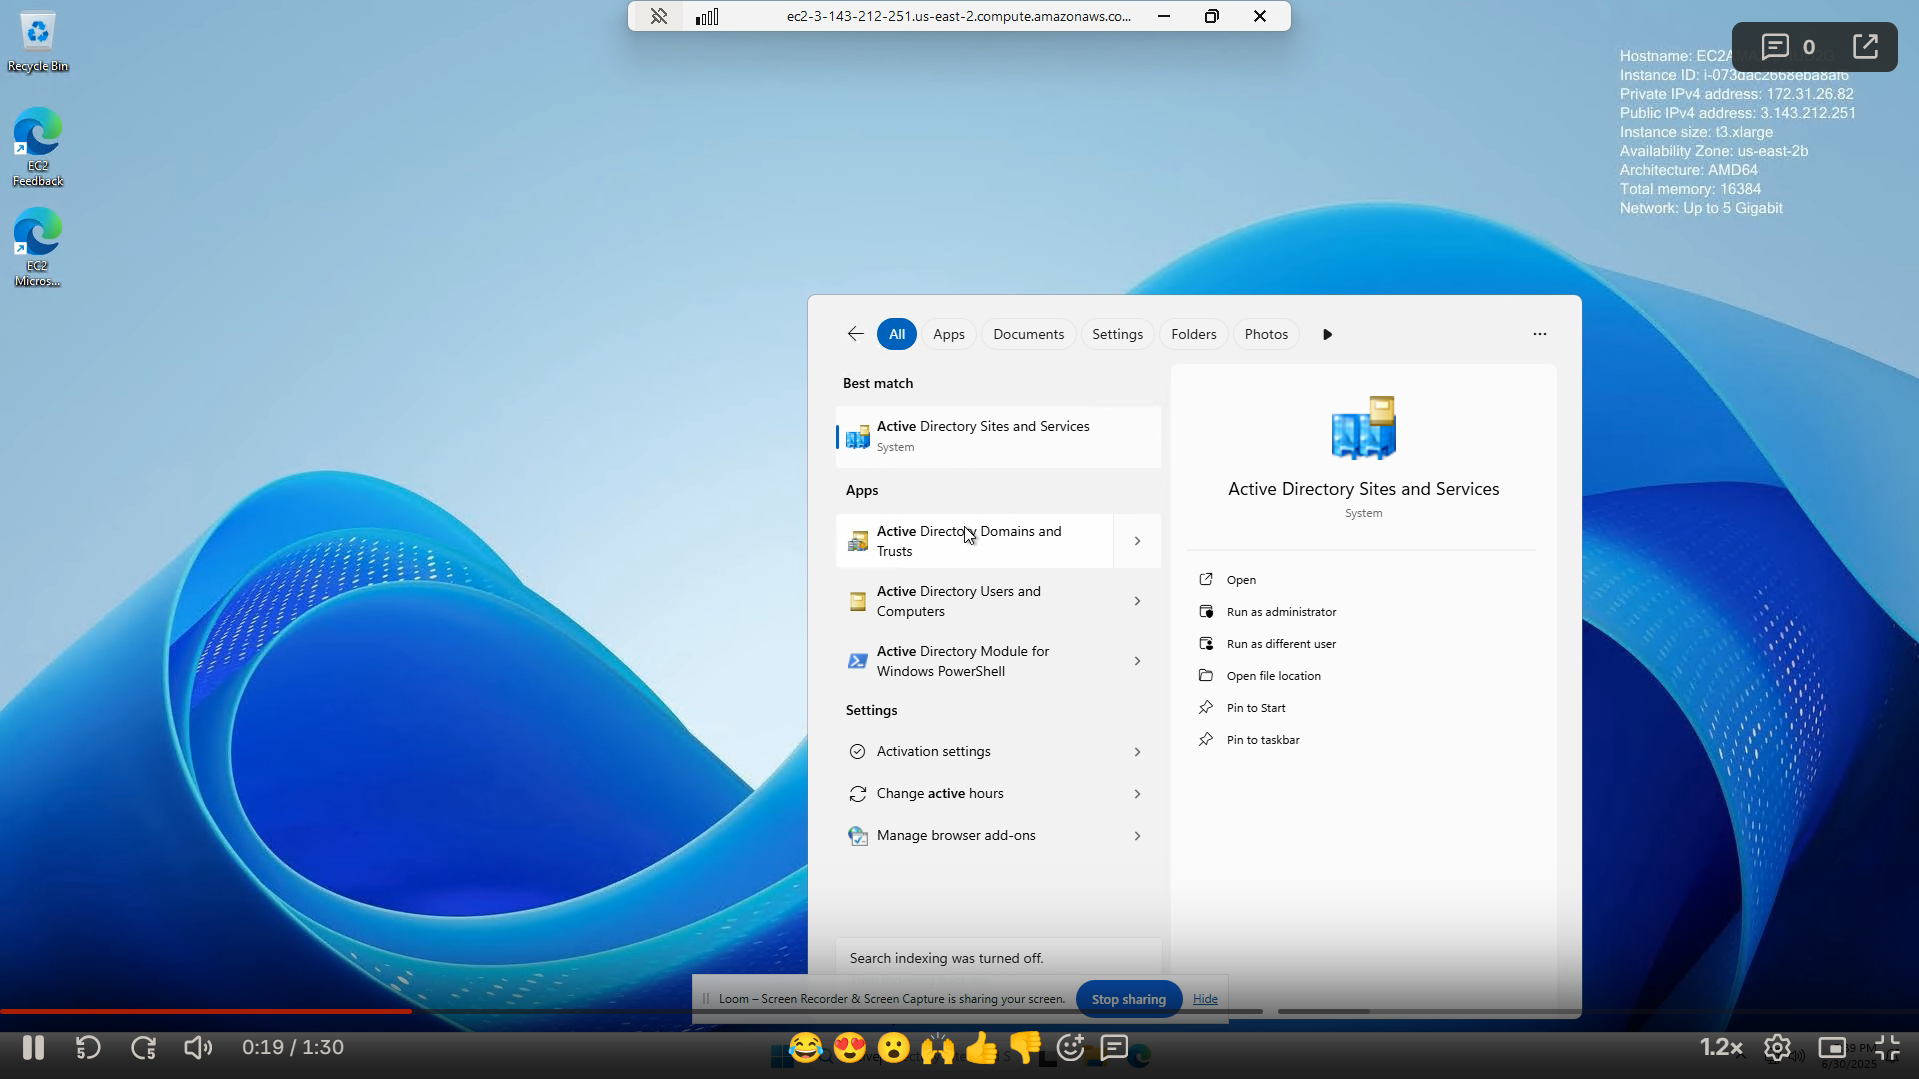 ec2-3-143-212-251.us-east-2.compute.amazonaws.co...
Recycle Bin
EC2
Feedback
EC2
Micros...
0
Hostname: EC2A
Instance ID: i-073dac2668eba8af6
Private IPv4 address: 172.31.26.82
Public IPv4 address: 3.143.212.251
Instance size: t3.xlarge
Availability Zone: us-east-2b
Architecture: AMD64
Total memory: 16384
Network: Up to 5 Gigabit
All
Apps
Documents
Settings
Folders
Photos
Best match
Active Directory Sites and Services
System
Apps
Active Directory Domains and
Trusts
Active Directory Users and
Computers
Active Directory Module for
Windows PowerShell
Settings
Activation settings
Change active hours
Manage browser add-ons
Search indexing was turned off.
Active Directory Sites and Services
System
Open
Run as administrator
Run as different user
Open file location
Pin to Start
Pin to taskbar
Loom – Screen Recorder & Screen Capture is sharing your screen.
Stop sharing
Hide
0:19 / 1:30
5
5
1.2×
6/30/2025